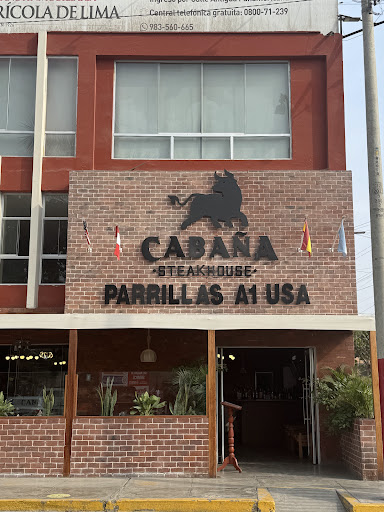 RICOLA DE LIMA
Central telefónica gratuita: 0800-71-239
983-560-665
CABAÑA
STEAKHOUSE
PARRILLAS A1 USA